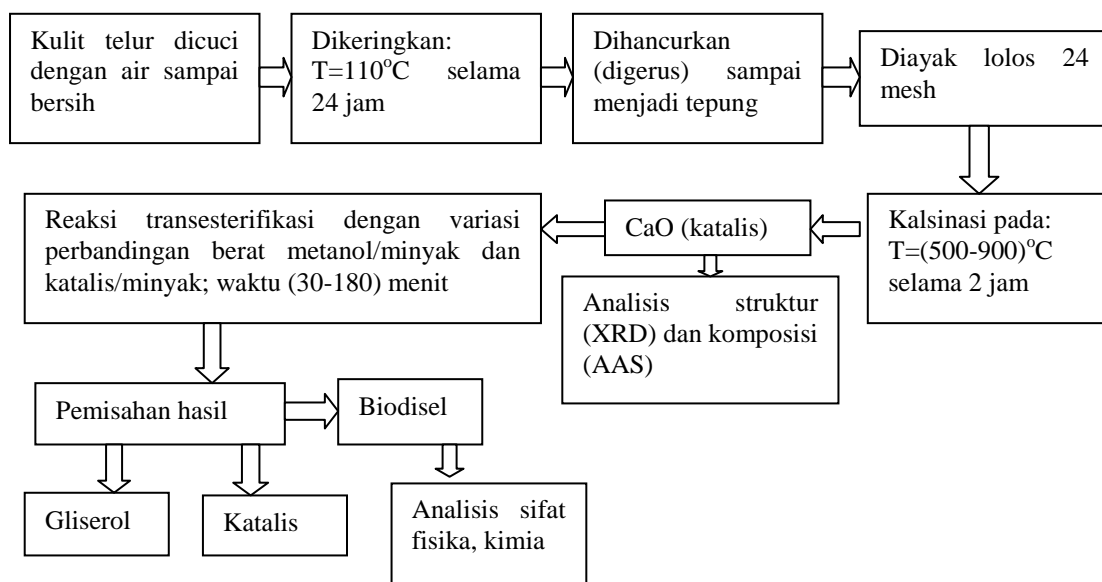 Kulit telur dicuci
dengan air sampai
bersih
Dikeringkan:
T=110°C selama
24 jam
Dihancurkan
(digerus) sampai
menjadi tepung
Diayak lolos 24
mesh
Kalsinasi pada:
T=(500-900)°C
selama 2 jam
CaO (katalis)
Analisis struktur
(XRD) dan komposisi
(AAS)
Reaksi transesterifikasi dengan variasi
perbandingan berat metanol/minyak dan
katalis/minyak; waktu (30-180) menit
Pemisahan hasil
Biodisel
Gliserol
Katalis
Analisis sifat
fisika, kimia